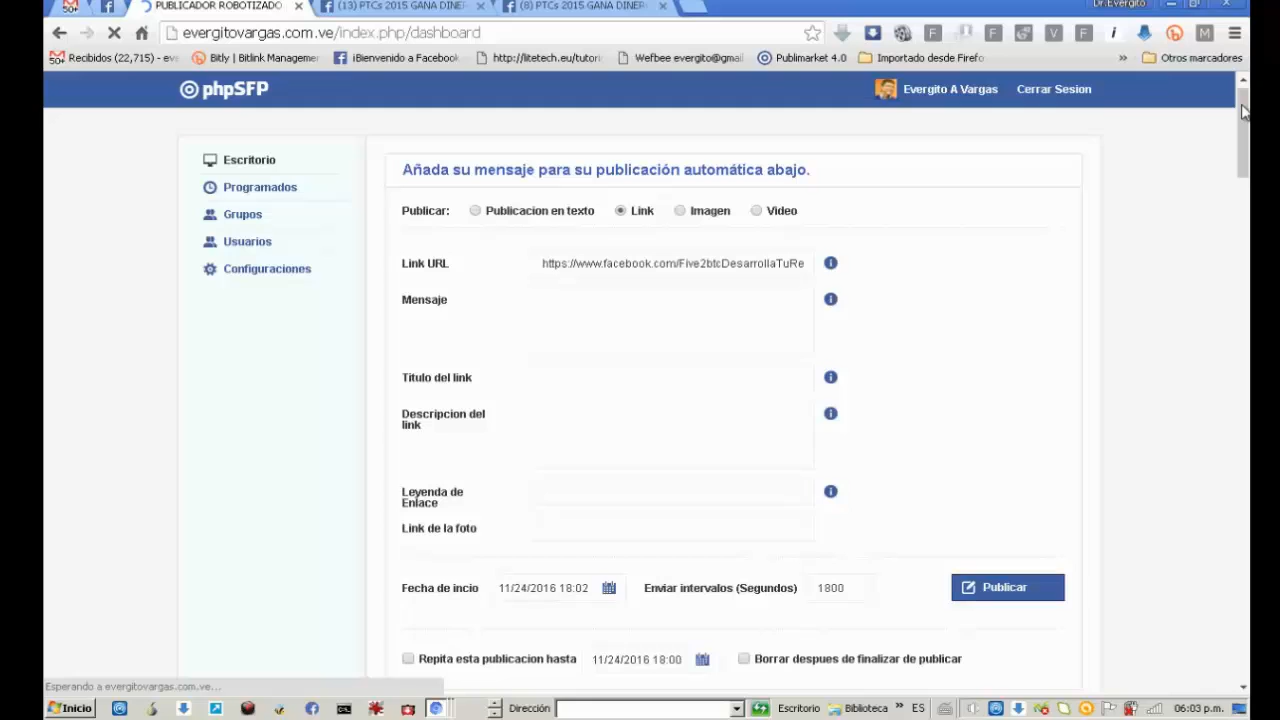 Dr.Evergito
50+
PUBLICADOR ROBOTIZADO
(13) PTCs 2015 GANA DINER
(8) PTCs 2015 GANA DINER
evergitovargas.com.ve/index.php/dashboard
Recibidos (22,715) - eve
Bitly | Bitlink Managemen
¡Bienvenido a Facebook
http://litetech.eu/tutori
Wefbee evergito@gmail
Publimarket 4.0
Importado desde Firefo
»
Otros marcadores
phpSFP
Evergito A Vargas
Cerrar Sesion
Escritorio
Programados
Grupos
Usuarios
Configuraciones
Añada su mensaje para su publicación automática abajo.
Publicar: Publicacion en texto Link Imagen Video
Link URL https://www.facebook.com/Five2btcDesarrollaTuRe
Mensaje
Titulo del link
Descripcion del
link
Leyenda de
Enlace
Link de la foto
Fecha de incio 11/24/2016 18:02 Enviar intervalos (Segundos) 1800 Publicar
Repita esta publicacion hasta 11/24/2016 18:00 Borrar despues de finalizar de publicar
Esperando a evergitovargas.com.ve...
Inicio Dirección Escritorio Biblioteca » ES 06:03 p.m.